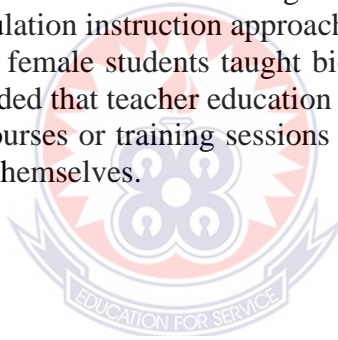 ulation instruction approach
female students taught bi
ded that teacher education
ourses or training sessions
hemselves.
EDUCATION FOR SERVICE